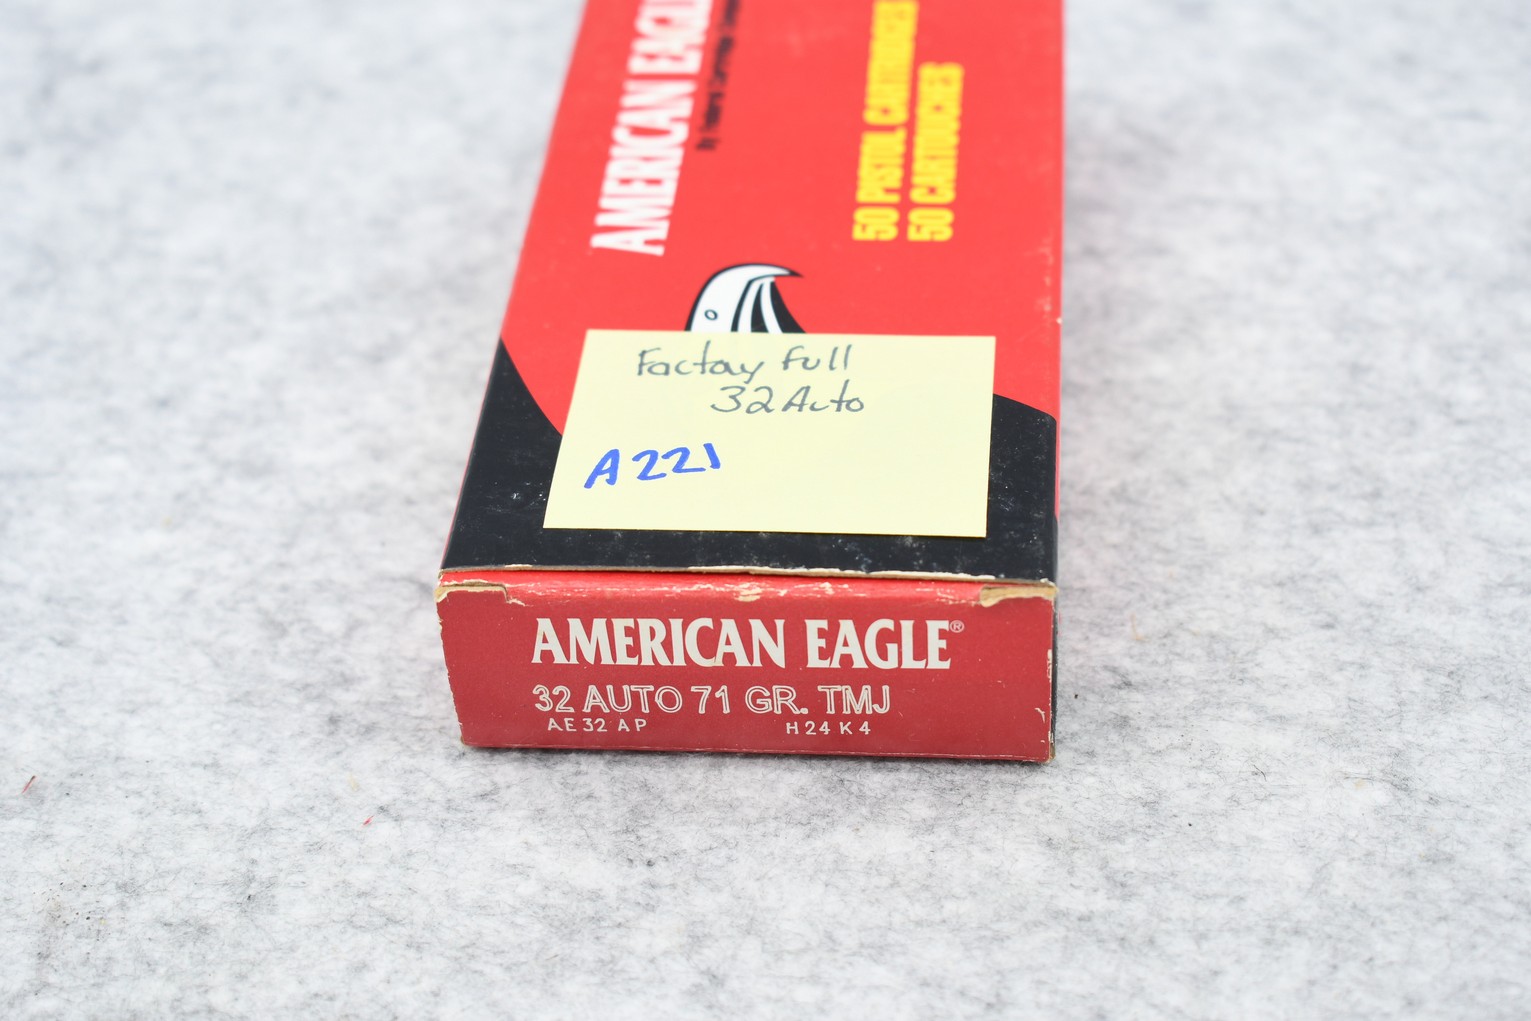 AMERICAN EAGLE
50 PISTOL CARTRIDGES
50 CARTOUCHES
Factory Full
32 Auto
A221
AMERICAN EAGLE®
32 AUTO 71 GR. TMJ
AE32AP H24K4